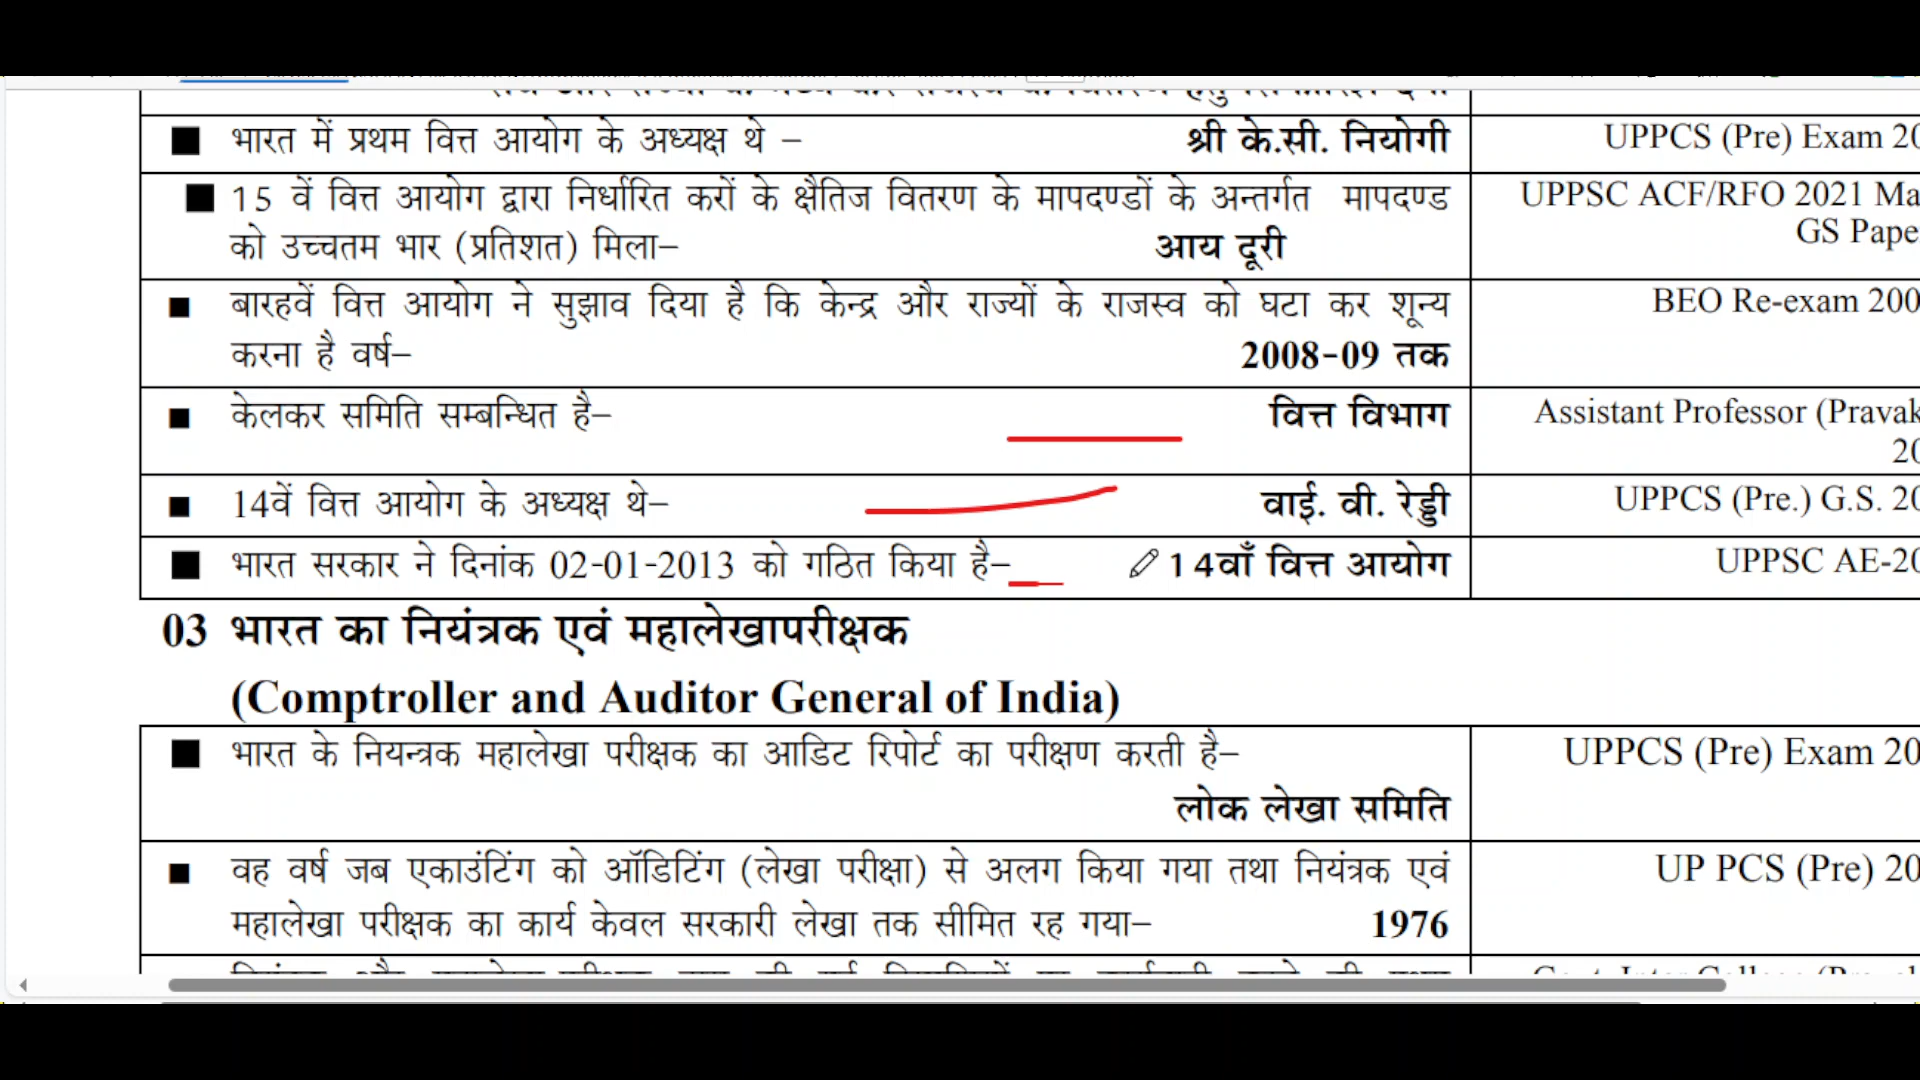 ■ भारत में प्रथम वित्त आयोग के अध्यक्ष थे – श्री के.सी. नियोगी UPPCS (Pre) Exam 20
■ 15 वें वित्त आयोग द्वारा निर्धारित करों के क्षैतिज वितरण के मापदण्डों के अन्तर्गत मापदण्ड UPPSC ACF/RFO 2021 Ma
को उच्चतम भार (प्रतिशत) मिला– आय दूरी GS Pape
■ बारहवें वित्त आयोग ने सुझाव दिया है कि केन्द्र और राज्यों के राजस्व को घटा कर शून्य BEO Re-exam 200
करना है वर्ष– 2008-09 तक
■ केलकर समिति सम्बन्धित है– वित्त विभाग Assistant Professor (Pravak
20
■ 14वें वित्त आयोग के अध्यक्ष थे– वाई. वी. रेड्डी UPPCS (Pre.) G.S. 20
■ भारत सरकार ने दिनांक 02-01-2013 को गठित किया है– 14वाँ वित्त आयोग UPPSC AE-20
03 भारत का नियंत्रक एवं महालेखापरीक्षक
(Comptroller and Auditor General of India)
■ भारत के नियन्त्रक महालेखा परीक्षक का आडिट रिपोर्ट का परीक्षण करती है– UPPCS (Pre) Exam 20
लोक लेखा समिति
■ वह वर्ष जब एकाउंटिंग को ऑडिटिंग (लेखा परीक्षा) से अलग किया गया तथा नियंत्रक एवं UP PCS (Pre) 20
महालेखा परीक्षक का कार्य केवल सरकारी लेखा तक सीमित रह गया– 1976